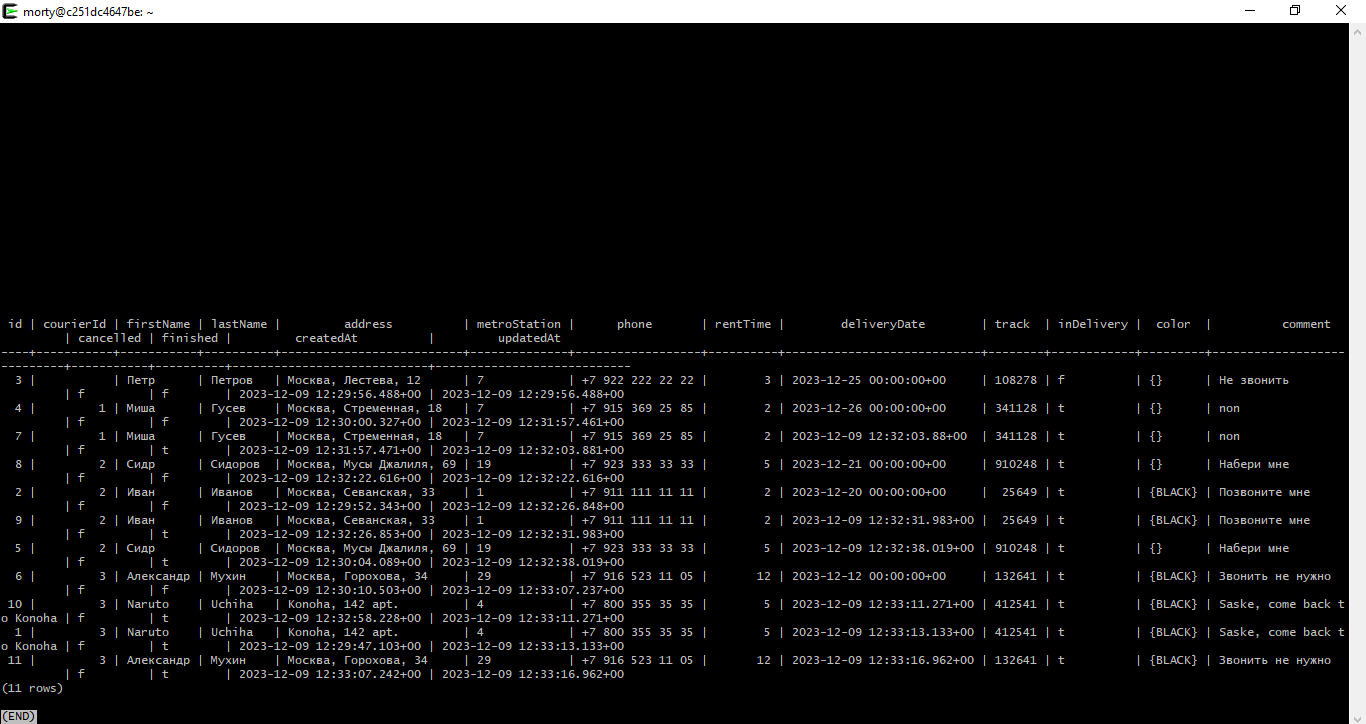 morty@c251dc4647be: ~
 id | courierId | firstName | lastName |         address          | metroStation |      phone       | rentTime |        deliveryDate        | track  | inDelivery |  color  |          comment
         | cancelled | finished |         createdAt          |         updatedAt
----+-----------+-----------+----------+--------------------------+--------------+------------------+----------+----------------------------+--------+------------+---------+-------------------
---------+-----------+----------+----------------------------+----------------------------
  3 |           | Петр      | Петров   | Москва, Лестева, 12      | 7            | +7 922 222 22 22 |        3 | 2023-12-25 00:00:00+00     | 108278 | f          | {}      | Не звонить
         | f         | f        | 2023-12-09 12:29:56.488+00 | 2023-12-09 12:29:56.488+00
  4 |         1 | Миша      | Гусев    | Москва, Стременная, 18   | 7            | +7 915 369 25 85 |        2 | 2023-12-26 00:00:00+00     | 341128 | t          | {}      | non
         | f         | f        | 2023-12-09 12:30:00.327+00 | 2023-12-09 12:31:57.461+00
  7 |         1 | Миша      | Гусев    | Москва, Стременная, 18   | 7            | +7 915 369 25 85 |        2 | 2023-12-09 12:32:03.88+00  | 341128 | t          | {}      | non
         | f         | t        | 2023-12-09 12:31:57.471+00 | 2023-12-09 12:32:03.881+00
  8 |         2 | Сидр      | Сидоров  | Москва, Мусы Джалиля, 69 | 19           | +7 923 333 33 33 |        5 | 2023-12-21 00:00:00+00     | 910248 | t          | {}      | Набери мне
         | f         | f        | 2023-12-09 12:32:22.616+00 | 2023-12-09 12:32:22.616+00
  2 |         2 | Иван      | Иванов   | Москва, Севанская, 33    | 1            | +7 911 111 11 11 |        2 | 2023-12-20 00:00:00+00     |  25649 | t          | {BLACK} | Позвоните мне
         | f         | f        | 2023-12-09 12:29:52.343+00 | 2023-12-09 12:32:26.848+00
  9 |         2 | Иван      | Иванов   | Москва, Севанская, 33    | 1            | +7 911 111 11 11 |        2 | 2023-12-09 12:32:31.983+00 |  25649 | t          | {BLACK} | Позвоните мне
         | f         | t        | 2023-12-09 12:32:26.853+00 | 2023-12-09 12:32:31.983+00
  5 |         2 | Сидр      | Сидоров  | Москва, Мусы Джалиля, 69 | 19           | +7 923 333 33 33 |        5 | 2023-12-09 12:32:38.019+00 | 910248 | t          | {}      | Набери мне
         | f         | t        | 2023-12-09 12:30:04.089+00 | 2023-12-09 12:32:38.019+00
  6 |         3 | Александр | Мухин    | Москва, Горохова, 34     | 29           | +7 916 523 11 05 |       12 | 2023-12-12 00:00:00+00     | 132641 | t          | {BLACK} | Звонить не нужно
         | f         | f        | 2023-12-09 12:30:10.503+00 | 2023-12-09 12:33:07.237+00
 10 |         3 | Naruto    | Uchiha   | Konoha, 142 apt.         | 4            | +7 800 355 35 35 |        5 | 2023-12-09 12:33:11.271+00 | 412541 | t          | {BLACK} | Saske, come back t
o Konoha | f         | t        | 2023-12-09 12:32:58.228+00 | 2023-12-09 12:33:11.271+00
  1 |         3 | Naruto    | Uchiha   | Konoha, 142 apt.         | 4            | +7 800 355 35 35 |        5 | 2023-12-09 12:33:13.133+00 | 412541 | t          | {BLACK} | Saske, come back t
o Konoha | f         | t        | 2023-12-09 12:29:47.103+00 | 2023-12-09 12:33:13.133+00
 11 |         3 | Александр | Мухин    | Москва, Горохова, 34     | 29           | +7 916 523 11 05 |       12 | 2023-12-09 12:33:16.962+00 | 132641 | t          | {BLACK} | Звонить не нужно
         | f         | t        | 2023-12-09 12:33:07.242+00 | 2023-12-09 12:33:16.962+00
(11 rows)
(END)